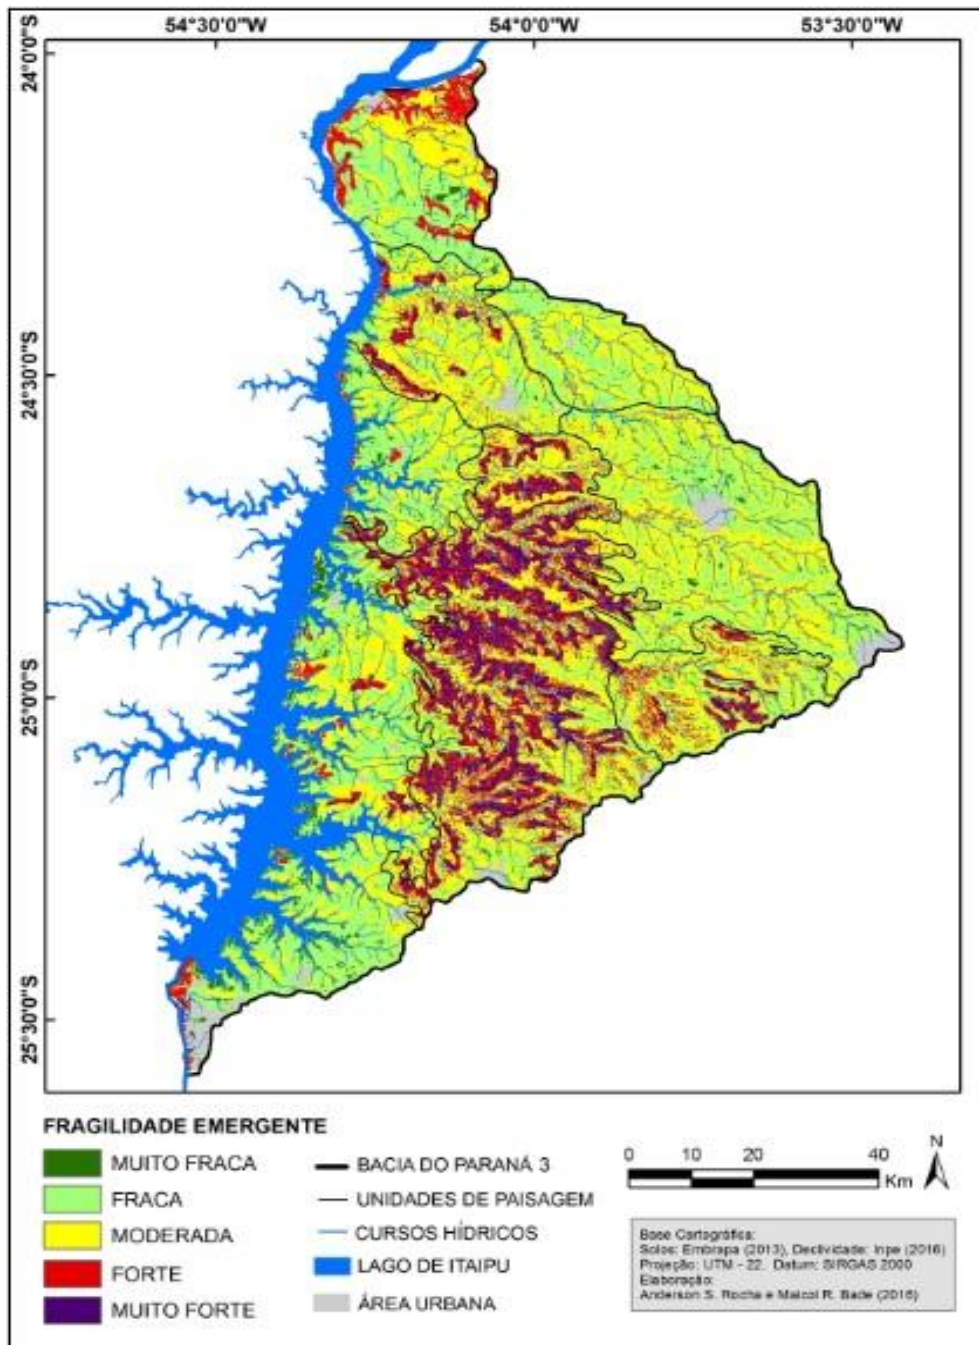 54°30'0"W 54°0'0"W 53°30'0"W
24°0'0"S
24°30'0"S
25°0'0"S
25°30'0"S
FRAGILIDADE EMERGENTE
MUITO FRACA
FRACA
MODERADA
FORTE
MUITO FORTE
BACIA DO PARANÁ 3
UNIDADES DE PAISAGEM
CURSOS HÍDRICOS
LAGO DE ITAIPU
ÁREA URBANA
0 10 20 40
Km
N
Base Cartográfica:
Solos: Embrapa (2013), Declividade: Inpe (2016)
Projeção: UTM - 22. Datum: SIRGAS 2000
Elaboração:
Anderson S. Rocha e Maicol R. Bade (2016)